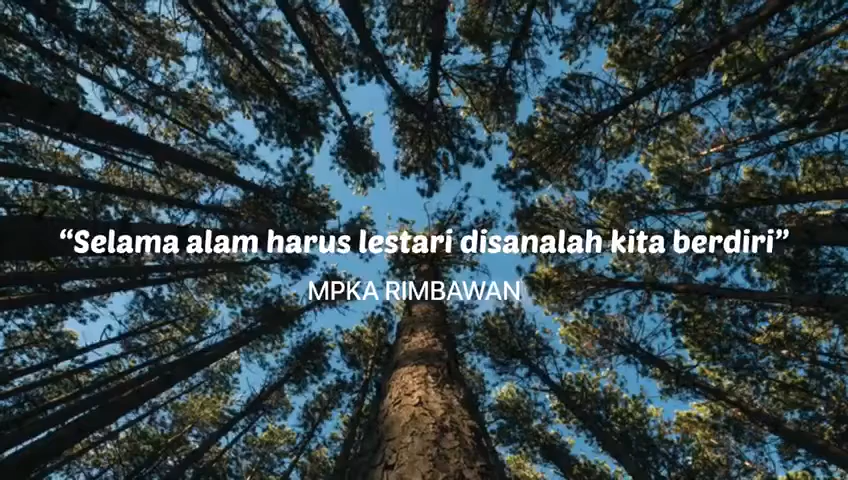 “Selama alam harus lestari disanalah kita berdiri”
MPKA RIMBAWAN